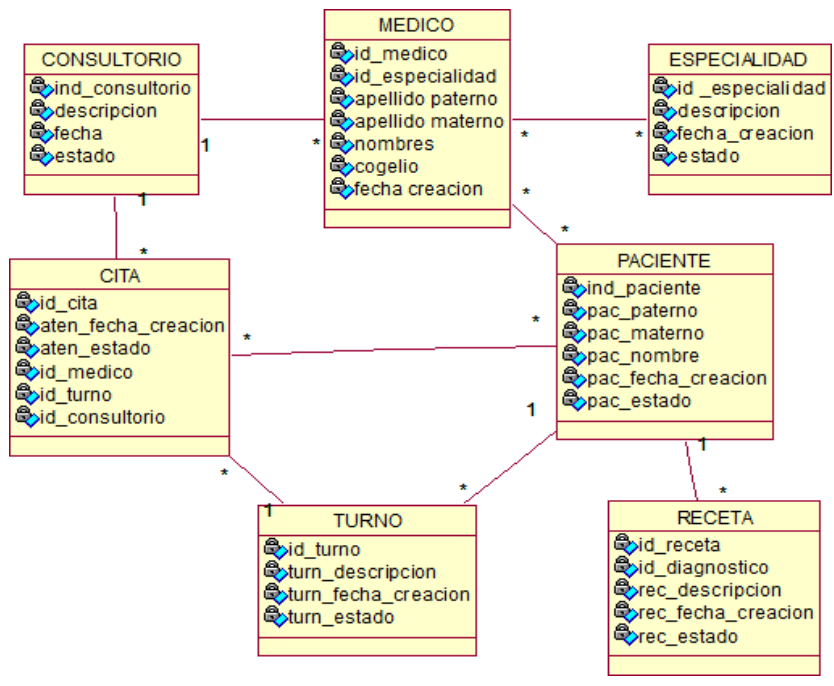 CONSULTORIO
ind_consultorio
descripcion
fecha
estado
1
*
1
*
MEDICO
id_medico
id_especialidad
apellido paterno
apellido materno
nombres
cogelio
fecha creacion
*
*
*
*
ESPECIALIDAD
id _especialidad
descripcion
fecha_creacion
estado
CITA
id_cita
aten_fecha_creacion
aten_estado
id_medico
id_turno
id_consultorio
*
*
*
1
PACIENTE
ind_paciente
pac_paterno
pac_materno
pac_nombre
pac_fecha_creacion
pac_estado
1
*
1
*
TURNO
id_turno
turn_descripcion
turn_fecha_creacion
turn_estado
RECETA
id_receta
id_diagnostico
rec_descripcion
rec_fecha_creacion
rec_estado